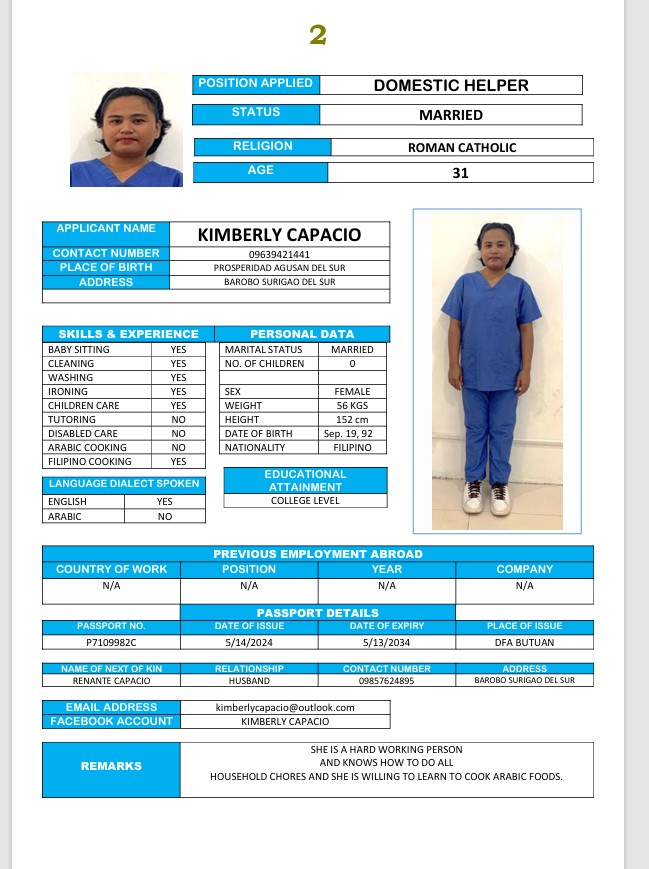 2
POSITION APPLIED DOMESTIC HELPER
STATUS MARRIED
RELIGION ROMAN CATHOLIC
AGE 31
APPLICANT NAME KIMBERLY CAPACIO
CONTACT NUMBER 09639421441
PLACE OF BIRTH PROSPERIDAD AGUSAN DEL SUR
ADDRESS BAROBO SURIGAO DEL SUR
SKILLS & EXPERIENCE
BABY SITTING YES
CLEANING YES
WASHING YES
IRONING YES
CHILDREN CARE YES
TUTORING NO
DISABLED CARE NO
ARABIC COOKING NO
FILIPINO COOKING YES
LANGUAGE DIALECT SPOKEN
ENGLISH YES
ARABIC NO
PERSONAL DATA
MARITAL STATUS MARRIED
NO. OF CHILDREN 0
SEX FEMALE
WEIGHT 56 KGS
HEIGHT 152 cm
DATE OF BIRTH Sep. 19, 92
NATIONALITY FILIPINO
EDUCATIONAL
ATTAINMENT
COLLEGE LEVEL
PREVIOUS EMPLOYMENT ABROAD
COUNTRY OF WORK POSITION YEAR COMPANY
N/A N/A N/A N/A
PASSPORT DETAILS
PASSPORT NO. DATE OF ISSUE DATE OF EXPIRY PLACE OF ISSUE
P7109982C 5/14/2024 5/13/2034 DFA BUTUAN
NAME OF NEXT OF KIN RELATIONSHIP CONTACT NUMBER ADDRESS
RENANTE CAPACIO HUSBAND 09857624895 BAROBO SURIGAO DEL SUR
EMAIL ADDRESS kimberlycapacio@outlook.com
FACEBOOK ACCOUNT KIMBERLY CAPACIO
REMARKS
SHE IS A HARD WORKING PERSON
AND KNOWS HOW TO DO ALL
HOUSEHOLD CHORES AND SHE IS WILLING TO LEARN TO COOK ARABIC FOODS.